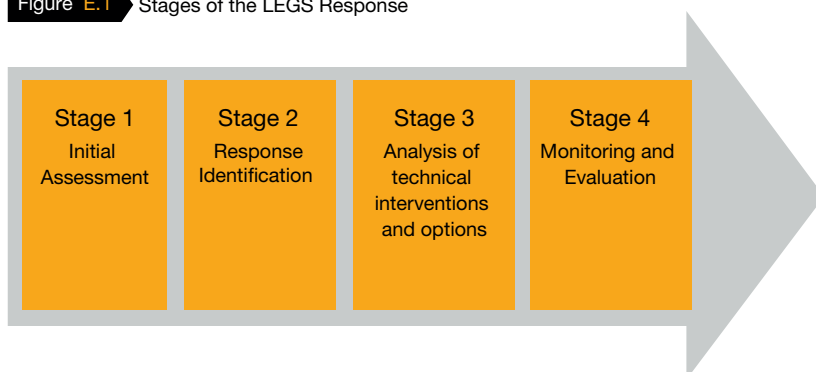 Figure E.1 Stages of the LEGS Response
Stage 1
Initial
Assessment
Stage 2
Response
Identification
Stage 3
Analysis of
technical
interventions
and options
Stage 4
Monitoring and
Evaluation